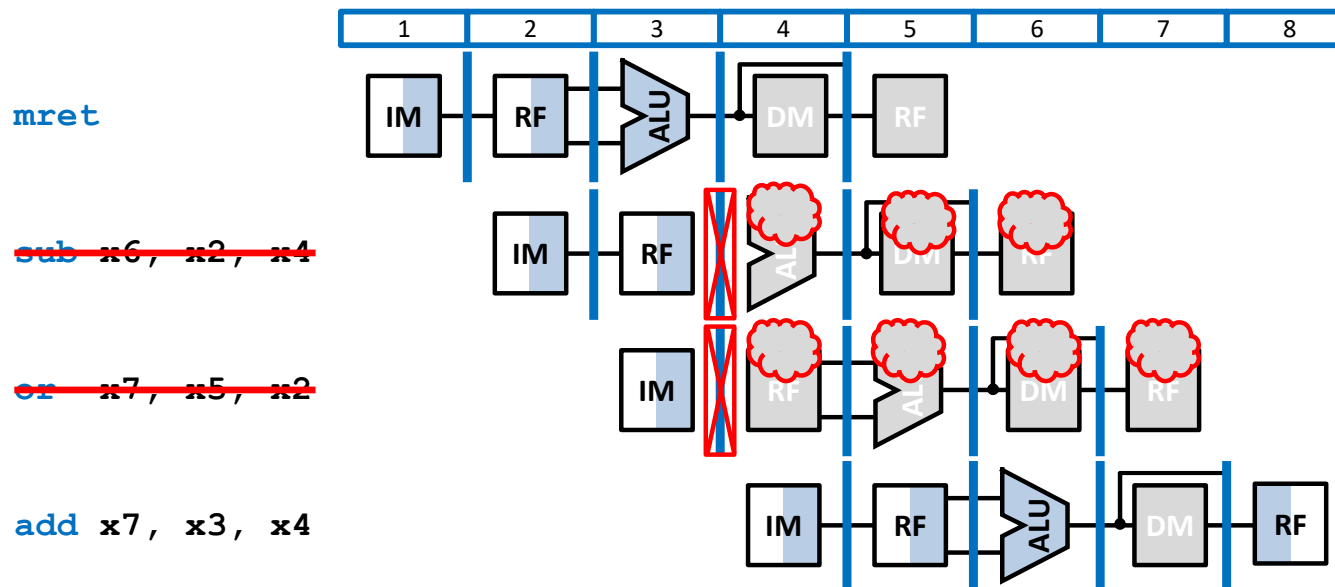 1 2 3 4 5 6 7 8
mret IM RF ALU DM RF
sub x6, x2, x4 IM RF AL DM RF
or x7, x5, x2 IM RF AL DM RF
add x7, x3, x4 IM RF ALU DM RF